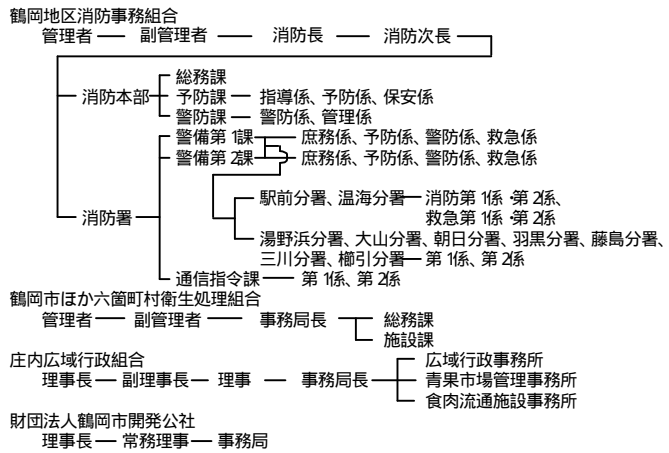 鶴岡地区消防事務組合
管理者 副管理者 消防長 消防次長
総務課
消防本部 予防課 指導係、予防係、保安係
警防課 警防係、管理係
警備第1課 庶務係、予防係、警防係、救急係
警備第2課 庶務係、予防係、警防係、救急係
駅前分署、温海分署 消防第1係・第2係、
消防署 救急第1係・第2係
湯野浜分署、大山分署、朝日分署、羽黒分署、藤島分署、
三川分署、櫛引分署 第1係、第2係
通信指令課 第1係、第2係
鶴岡市ほか六箇町村衛生処理組合
管理者 副管理者 事務局長 総務課
施設課
庄内広域行政組合 広域行政事務所
理事長 副理事長 理事 事務局長 青果市場管理事務所
食肉流通施設事務所
財団法人鶴岡市開発公社
理事長 常務理事 事務局